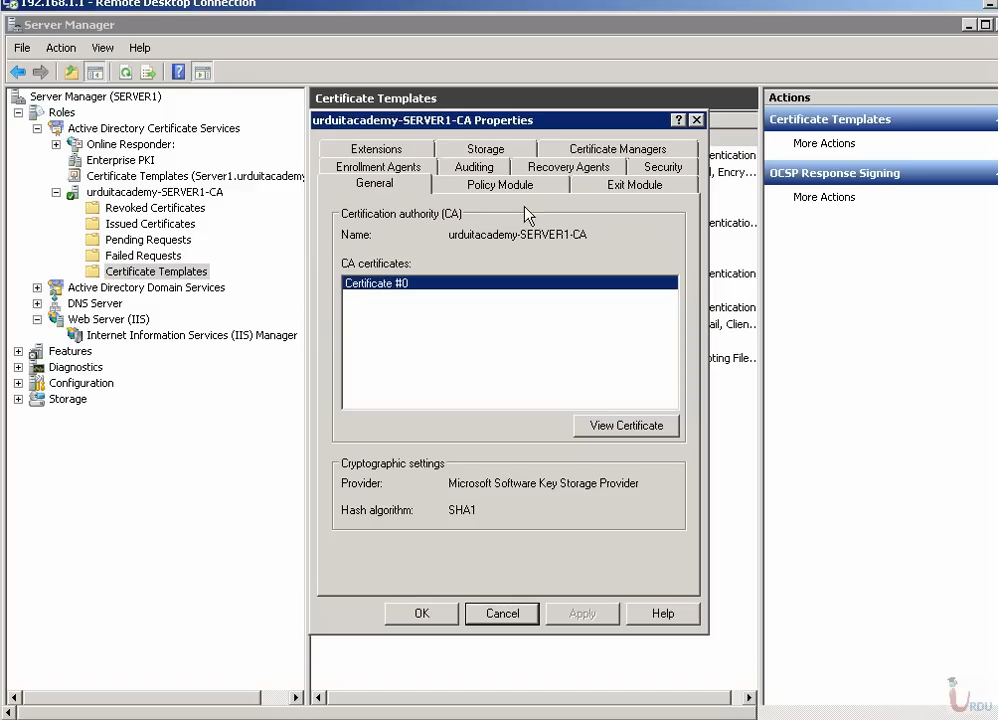 192.168.1.1 - Remote Desktop Connection
Server Manager
File Action View Help
Server Manager (SERVER1)
Roles
Active Directory Certificate Services
Online Responder:
Enterprise PKI
Certificate Templates (Server1.urduitacademy
urduitacademy-SERVER1-CA
Revoked Certificates
Issued Certificates
Pending Requests
Failed Requests
Certificate Templates
Active Directory Domain Services
DNS Server
Web Server (IIS)
Internet Information Services (IIS) Manager
Features
Diagnostics
Configuration
Storage
Certificate Templates
urduitacademy-SERVER1-CA Properties
Extensions Storage Certificate Managers
Enrollment Agents Auditing Recovery Agents Security
General Policy Module Exit Module
Certification authority (CA)
Name: urduitacademy-SERVER1-CA
CA certificates:
Certificate #0
View Certificate
Cryptographic settings
Provider: Microsoft Software Key Storage Provider
Hash algorithm: SHA1
OK Cancel Apply Help
entication
, Encry...
enticatio...
entication
entication
ail, Clien...
pting File...
Actions
Certificate Templates
More Actions
OCSP Response Signing
More Actions
URDU